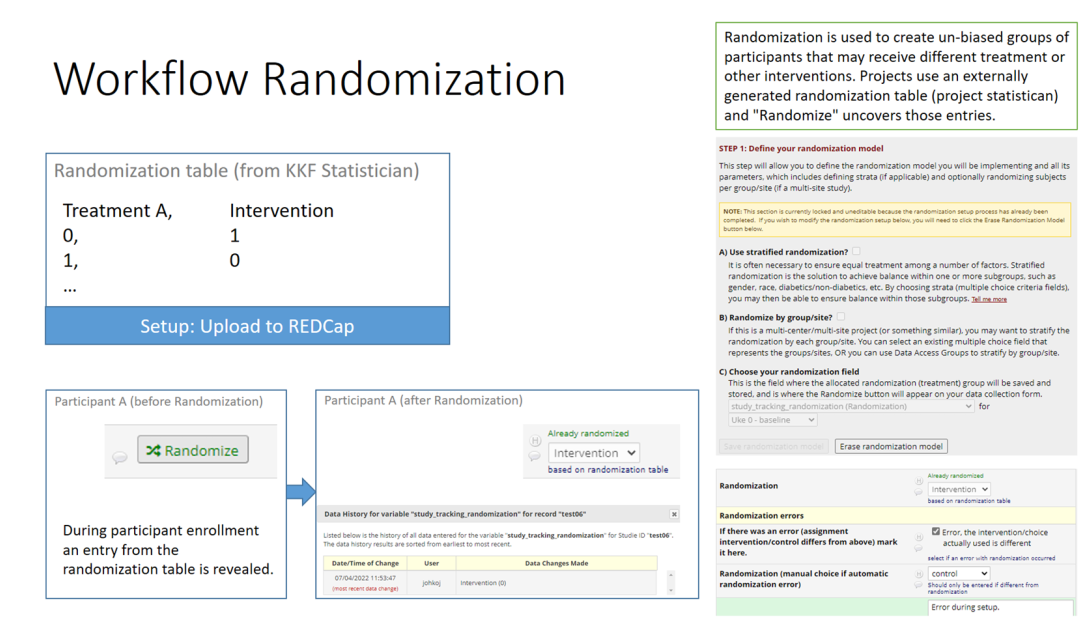 Workflow Randomization
Randomization is used to create un-biased groups of
participants that may receive different treatment or
other interventions. Projects use an externally
generated randomization table (project statistican)
and "Randomize" uncovers those entries.
Randomization table (from KKF Statistician)
Treatment A, Intervention
0, 1
1, 0
...
Setup: Upload to REDCap
Participant A (before Randomization)
Randomize
During participant enrollment
an entry from the
randomization table is revealed.
Participant A (after Randomization)
Already randomized
H
Intervention
based on randomization table
Data History for variable "study_tracking_randomization" for record "test06"
Listed below is the history of all data entered for the variable "study_tracking_randomization" for Studie ID "test06".
The data history results are sorted from earliest to most recent.
Date/Time of Change User Data Changes Made
07/04/2022 11:53:47
(most recent data change)
johkoj
Intervention (0)
STEP 1: Define your randomization model
This step will allow you to define the randomization model you will be implementing and all its
parameters, which includes defining strata (if applicable) and optionally randomizing subjects
per group/site (if a multi-site study).
NOTE: This section is currently locked and uneditable because the randomization setup process has already been
completed. If you wish to modify the randomization setup below, you will need to click the Erase Randomization Model
button below.
A) Use stratified randomization?
It is often necessary to ensure equal treatment among a number of factors. Stratified
randomization is the solution to achieve balance within one or more subgroups, such as
gender, race, diabetics/non-diabetics, etc. By choosing strata (multiple choice criteria fields),
you may then be able to ensure balance within those subgroups. Tell me more
B) Randomize by group/site?
If this is a multi-center/multi-site project (or something similar), you may want to stratify the
randomization by each group/site. You can select an existing multiple choice field that
represents the groups/sites, OR you can use Data Access Groups to stratify by group/site.
C) Choose your randomization field
This is the field where the allocated randomization (treatment) group will be saved and
stored, and is where the Randomize button will appear on your data collection form.
study_tracking_randomization (Randomization) for
Uke 0 - baseline
Save randomization model Erase randomization model
Randomization
H
Already randomized
Intervention
based on randomization table
Randomization errors
If there was an error (assignment
intervention/control differs from above) mark
it here.
H
Error, the intervention/choice
actually used is different
select if an error with randomization occurred
Randomization (manual choice if automatic
randomization error)
H
control
Should only be entered if different from
randomization
Error during setup.